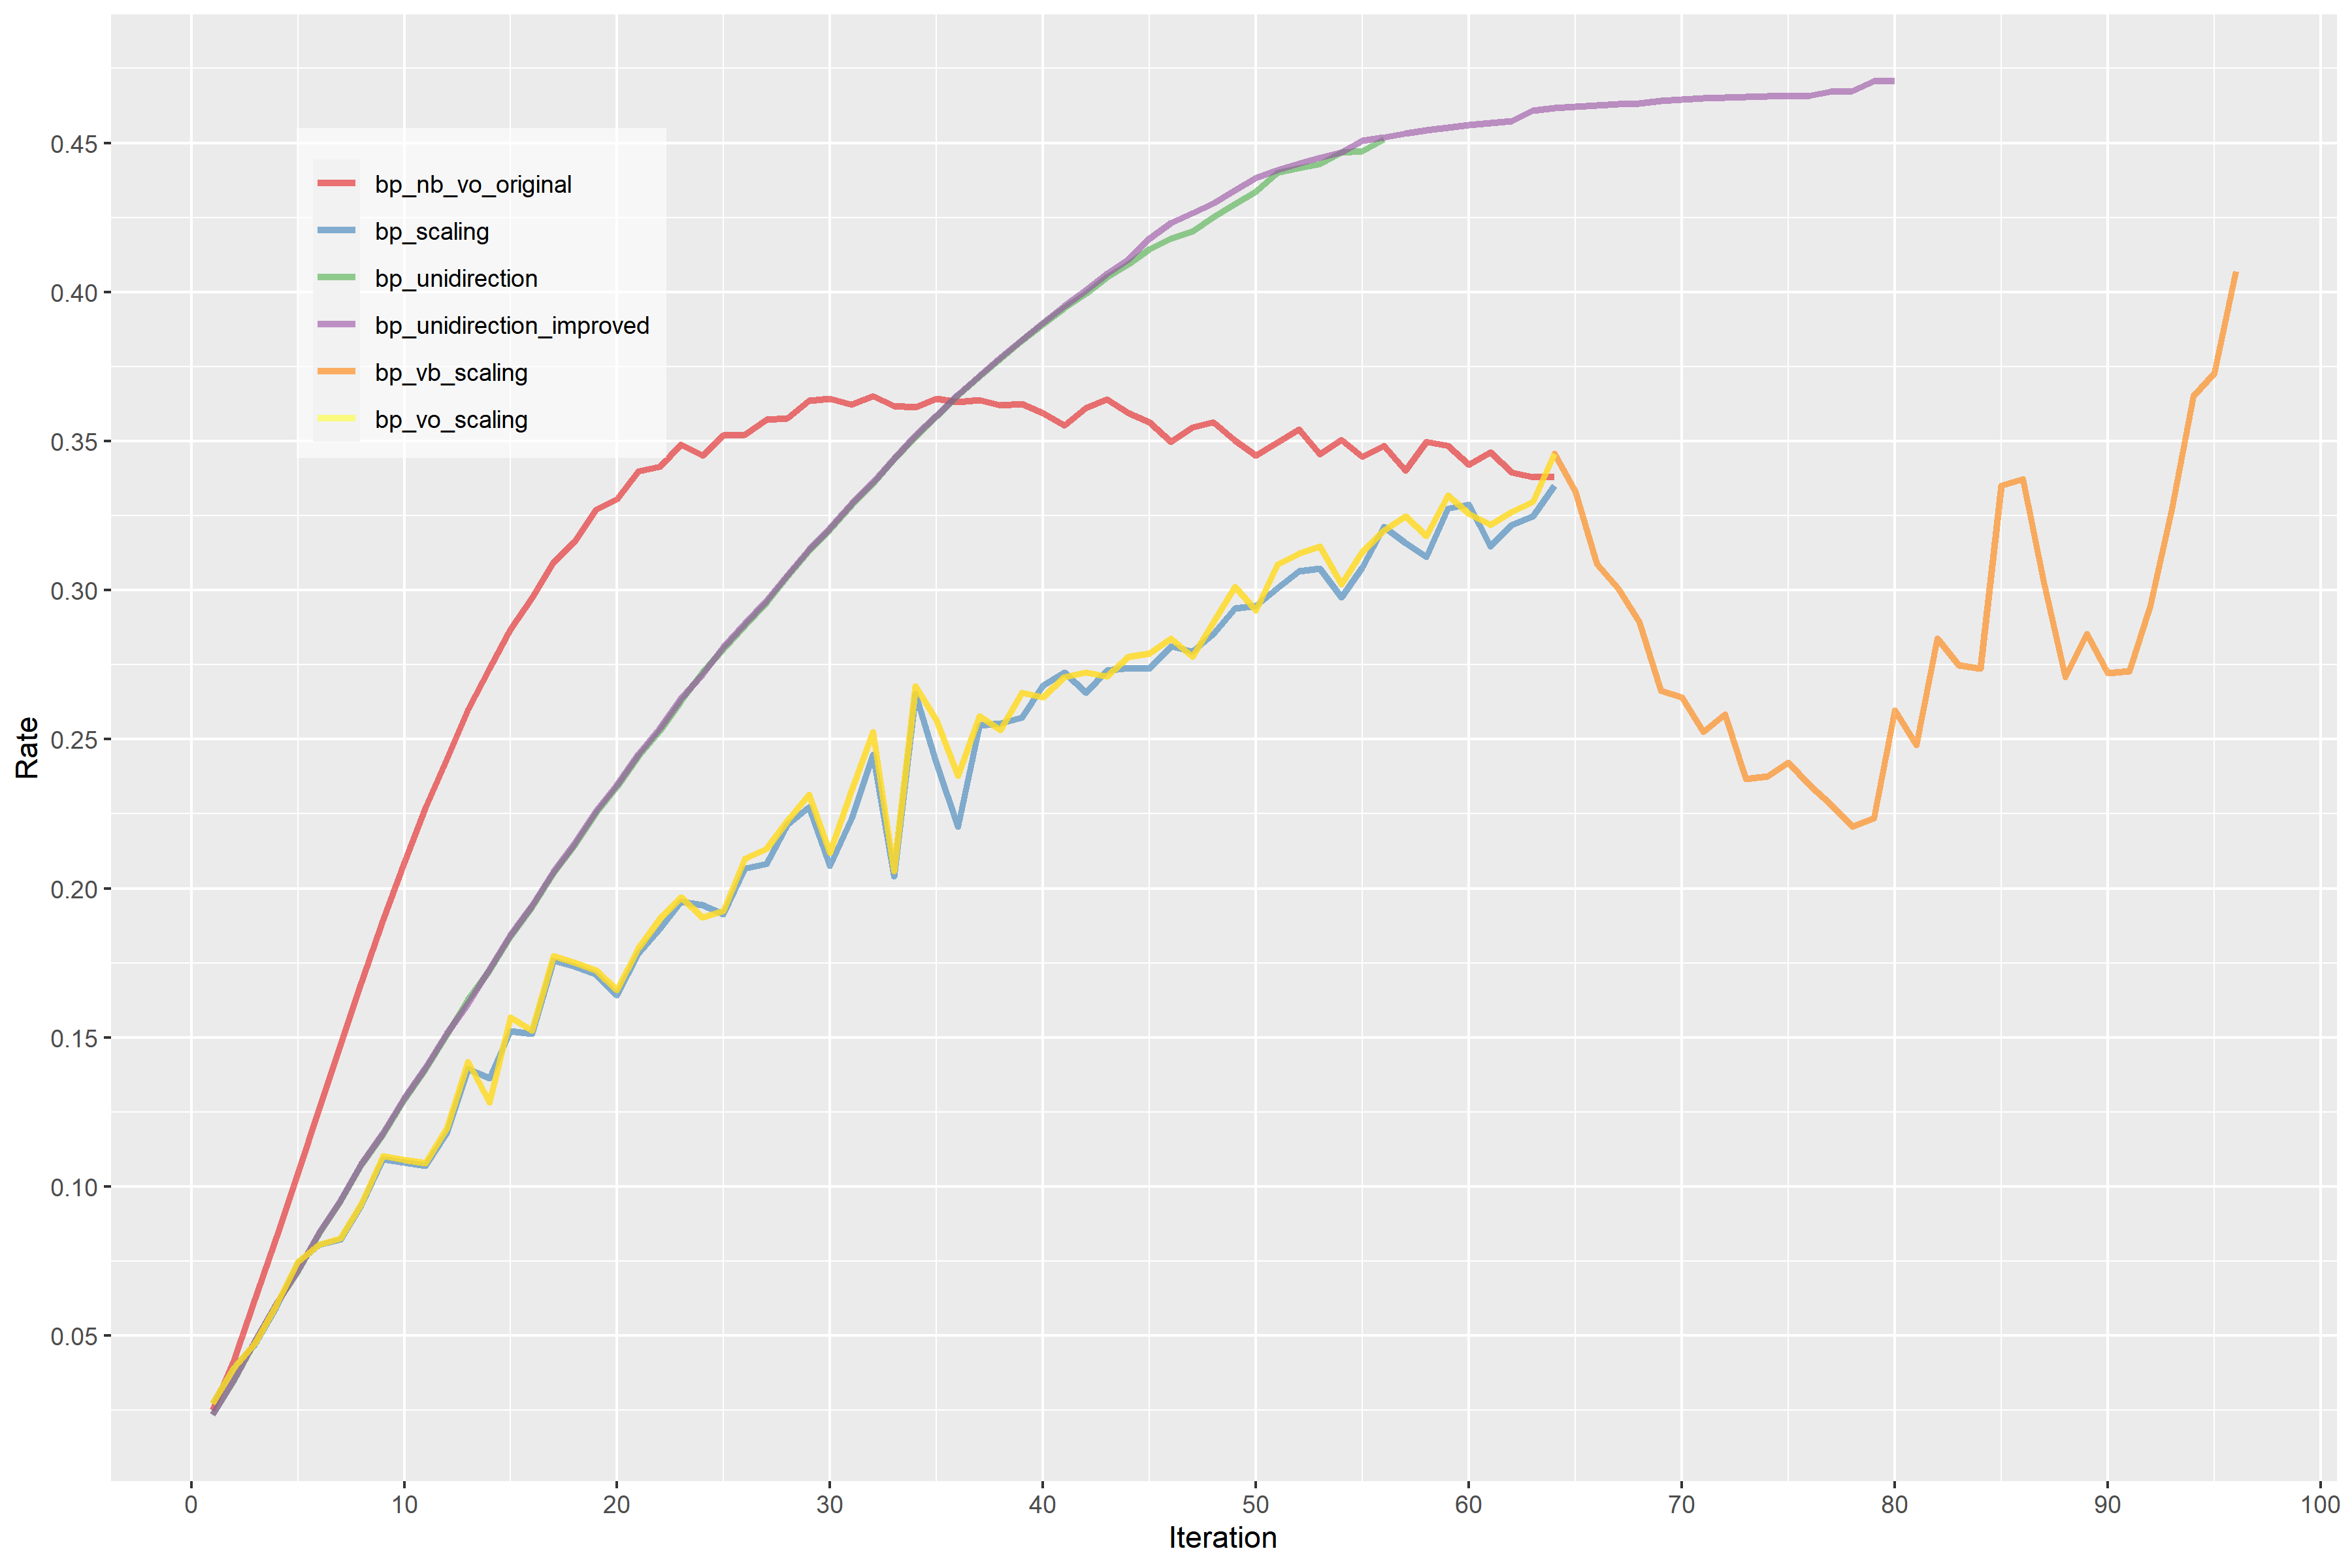 bp_nb_vo_original
bp_scaling
bp_unidirection
bp_unidirection_improved
bp_vb_scaling
bp_vo_scaling
Rate
0.45
0.40
0.35
0.30
0.25
0.20
0.15
0.10
0.05
0 10 20 30 40 50 60 70 80 90 100
Iteration